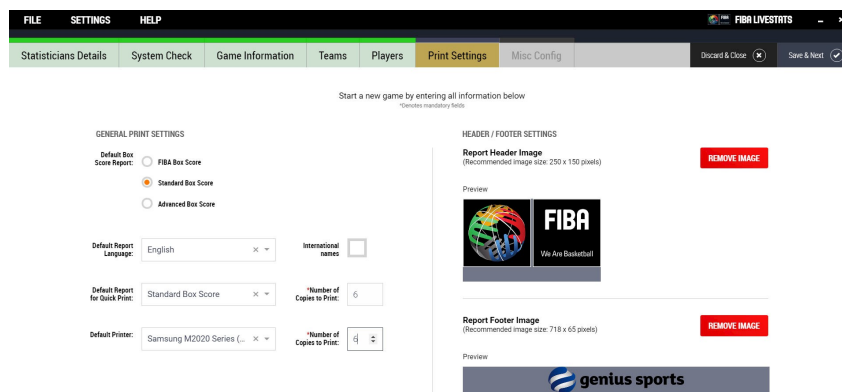 FILE SETTINGS HELP FIBA LIVESTATS
Statisticians Details System Check Game Information Teams Players Print Settings Misc Config Discard & Close Save & Next
Start a new game by entering all information below
*Denotes mandatory fields
GENERAL PRINT SETTINGS
Default Box
Score Report:
FIBA Box Score
Standard Box Score
Advanced Box Score
Default Report
Language:
English
International
names
Default Report
for Quick Print:
Standard Box Score
*Number of
Copies to Print:
6
Default Printer:
Samsung M2020 Series (...
*Number of
Copies to Print:
6
HEADER / FOOTER SETTINGS
Report Header Image
(Recommended image size: 250 x 150 pixels)
REMOVE IMAGE
Preview
FIBA
We Are Basketball
Report Footer Image
(Recommended image size: 718 x 65 pixels)
REMOVE IMAGE
Preview
genius sports